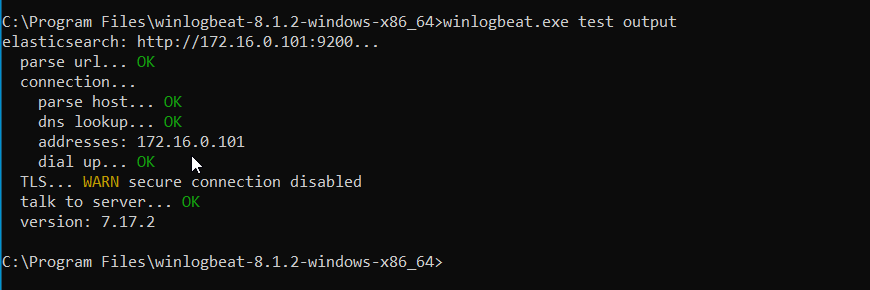 C:\Program Files\winlogbeat-8.1.2-windows-x86_64>winlogbeat.exe test output
elasticsearch: http://172.16.0.101:9200...
  parse url... OK
  connection...
    parse host... OK
    dns lookup... OK
    addresses: 172.16.0.101
    dial up... OK
  TLS... WARN secure connection disabled
  talk to server... OK
  version: 7.17.2
C:\Program Files\winlogbeat-8.1.2-windows-x86_64>